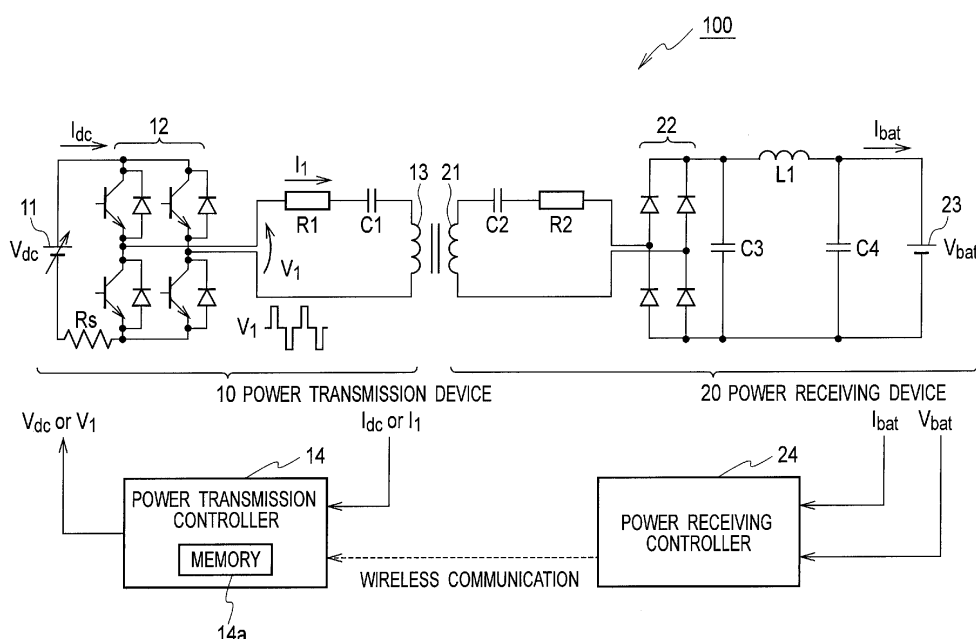 100
Idc
12
I1
13
21
22
Ibat
11
Vdc
R1
C1
C2
R2
L1
23
V1
C3
C4
Vbat
Rs
V1
10 POWER TRANSMISSION DEVICE
20 POWER RECEIVING DEVICE
Vdc or V1
Idc or I1
Ibat
Vbat
14
24
POWER TRANSMISSION
CONTROLLER
MEMORY
POWER RECEIVING
CONTROLLER
WIRELESS COMMUNICATION
14a